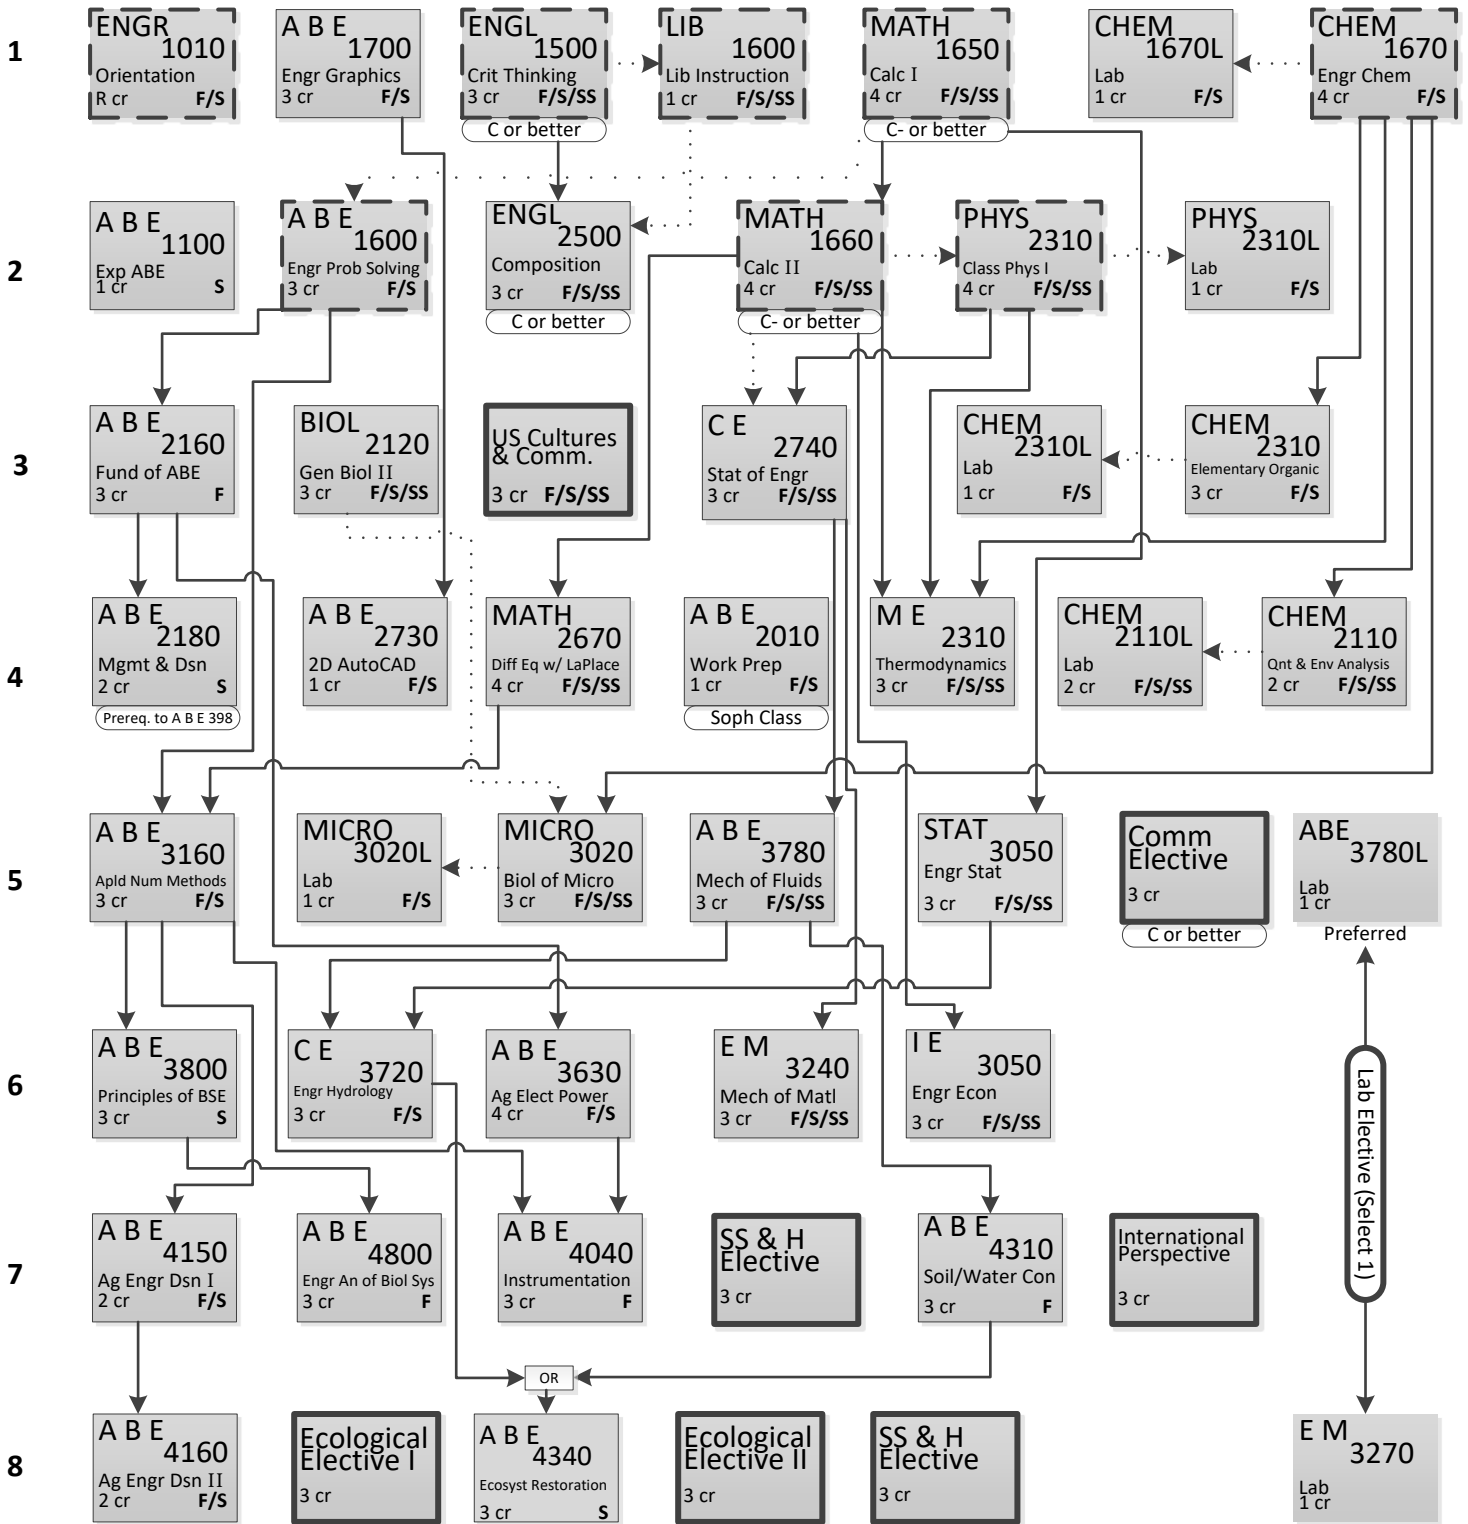 1
ENGR
1010
Orientation
R cr F/S
A B E
1700
Engr Graphics
3 cr F/S
ENGL
1500
Crit Thinking
3 cr F/S/SS
C or better
LIB
1600
Lib Instruction
1 cr F/S/SS
MATH
1650
Calc I
4 cr F/S/SS
C- or better
CHEM
1670L
Lab
1 cr F/S
CHEM
1670
Engr Chem
4 cr F/S
2
A B E
1100
Exp ABE
1 cr S
A B E
1600
Engr Prob Solving
3 cr F/S
ENGL
2500
Composition
3 cr F/S/SS
C or better
MATH
1660
Calc II
4 cr F/S/SS
C- or better
PHYS
2310
Class Phys I
4 cr F/S/SS
PHYS
2310L
Lab
1 cr F/S
3
A B E
2160
Fund of ABE
3 cr F
BIOL
2120
Gen Biol II
3 cr F/S/SS
US Cultures
& Comm.
3 cr F/S/SS
C E
2740
Stat of Engr
3 cr F/S/SS
CHEM
2310L
Lab
1 cr F/S
CHEM
2310
Elementary Organic
3 cr F/S
4
A B E
2180
Mgmt & Dsn
2 cr S
Prereq. to A B E 398
A B E
2730
2D AutoCAD
1 cr F/S
MATH
2670
Diff Eq w/ LaPlace
4 cr F/S/SS
A B E
2010
Work Prep
1 cr F/S
Soph Class
M E
2310
Thermodynamics
3 cr F/S/SS
CHEM
2110L
Lab
2 cr F/S/SS
CHEM
2110
Qnt & Env Analysis
2 cr F/S/SS
5
A B E
3160
Apld Num Methods
3 cr F/S
MICRO
3020L
Lab
1 cr F/S
MICRO
3020
Biol of Micro
3 cr F/S/SS
A B E
3780
Mech of Fluids
3 cr F/S/SS
STAT
3050
Engr Stat
3 cr F/S/SS
Comm
Elective
3 cr
C or better
ABE
3780L
Lab
1 cr
Preferred
6
A B E
3800
Principles of BSE
3 cr S
C E
3720
Engr Hydrology
3 cr F/S
A B E
3630
Ag Elect Power
4 cr F/S
E M
3240
Mech of Matl
3 cr F/S/SS
I E
3050
Engr Econ
3 cr F/S/SS
Lab Elective (Select 1)
7
A B E
4150
Ag Engr Dsn I
2 cr F/S
A B E
4800
Engr An of Biol Sys
3 cr F
A B E
4040
Instrumentation
3 cr F
SS & H
Elective
3 cr
A B E
4310
Soil/Water Con
3 cr F
International
Perspective
3 cr
OR
8
A B E
4160
Ag Engr Dsn II
2 cr F/S
Ecological
Elective I
3 cr
A B E
4340
Ecosyst Restoration
3 cr S
Ecological
Elective II
3 cr
SS & H
Elective
3 cr
E M
3270
Lab
1 cr